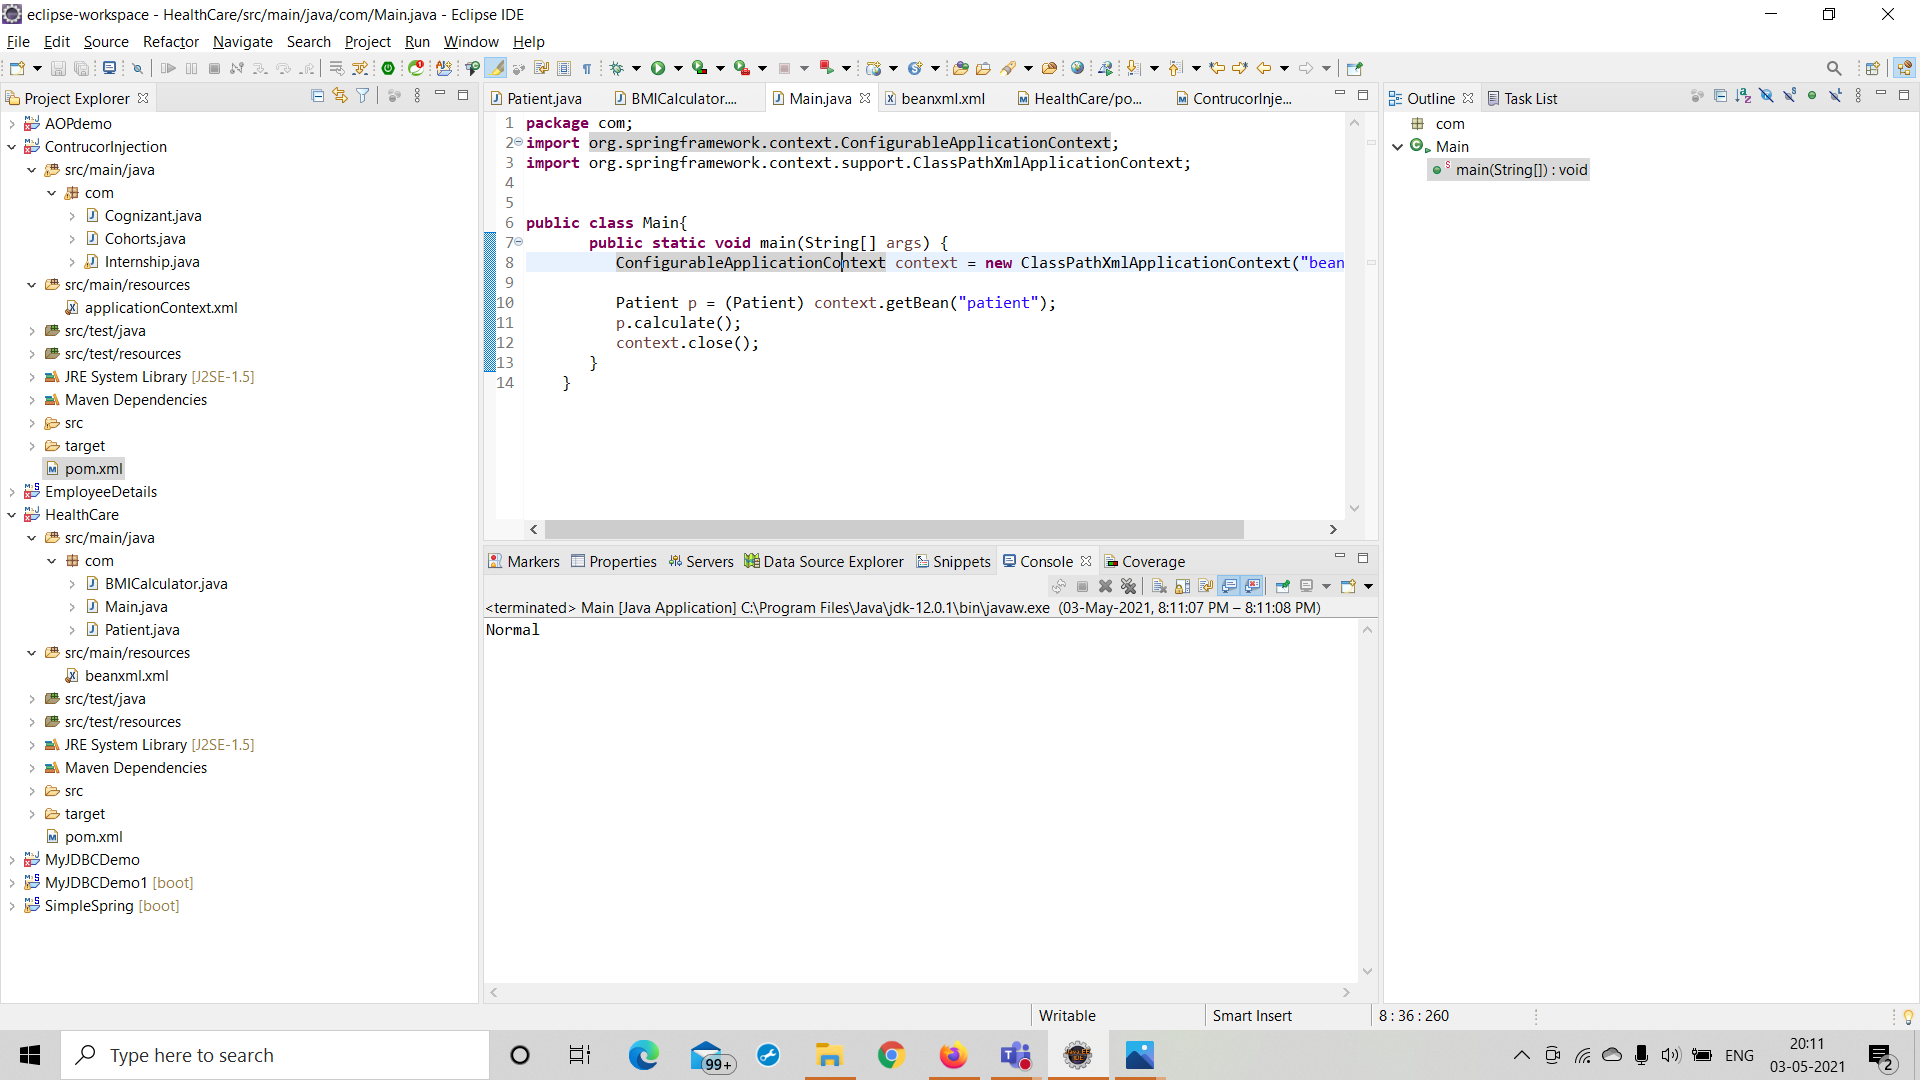 eclipse-workspace - HealthCare/src/main/java/com/Main.java - Eclipse IDE
File Edit Source Refactor Navigate Search Project Run Window Help
Project Explorer
AOPdemo
ContrucorInjection
src/main/java
com
Cognizant.java
Cohorts.java
Internship.java
src/main/resources
applicationContext.xml
src/test/java
src/test/resources
JRE System Library [J2SE-1.5]
Maven Dependencies
src
target
pom.xml
EmployeeDetails
HealthCare
src/main/java
com
BMICalculator.java
Main.java
Patient.java
src/main/resources
beanxml.xml
src/test/java
src/test/resources
JRE System Library [J2SE-1.5]
Maven Dependencies
src
target
pom.xml
MyJDBCDemo
MyJDBCDemo1 [boot]
SimpleSpring [boot]
Patient.java BMICalculator.... Main.java beanxml.xml HealthCare/po... ContrucorInje...
1 package com;
2 import org.springframework.context.ConfigurableApplicationContext;
3 import org.springframework.context.support.ClassPathXmlApplicationContext;
4
5
6 public class Main{
7 public static void main(String[] args) {
8 ConfigurableApplicationContext context = new ClassPathXmlApplicationContext("bean
9
10 Patient p = (Patient) context.getBean("patient");
11 p.calculate();
12 context.close();
13 }
14 }
Markers Properties Servers Data Source Explorer Snippets Console Coverage
<terminated> Main [Java Application] C:\Program Files\Java\jdk-12.0.1\bin\javaw.exe (03-May-2021, 8:11:07 PM – 8:11:08 PM)
Normal
Outline Task List
com
Main
main(String[]) : void
Writable Smart Insert 8 : 36 : 260
Type here to search
99+
ENG
20:11
03-05-2021
2